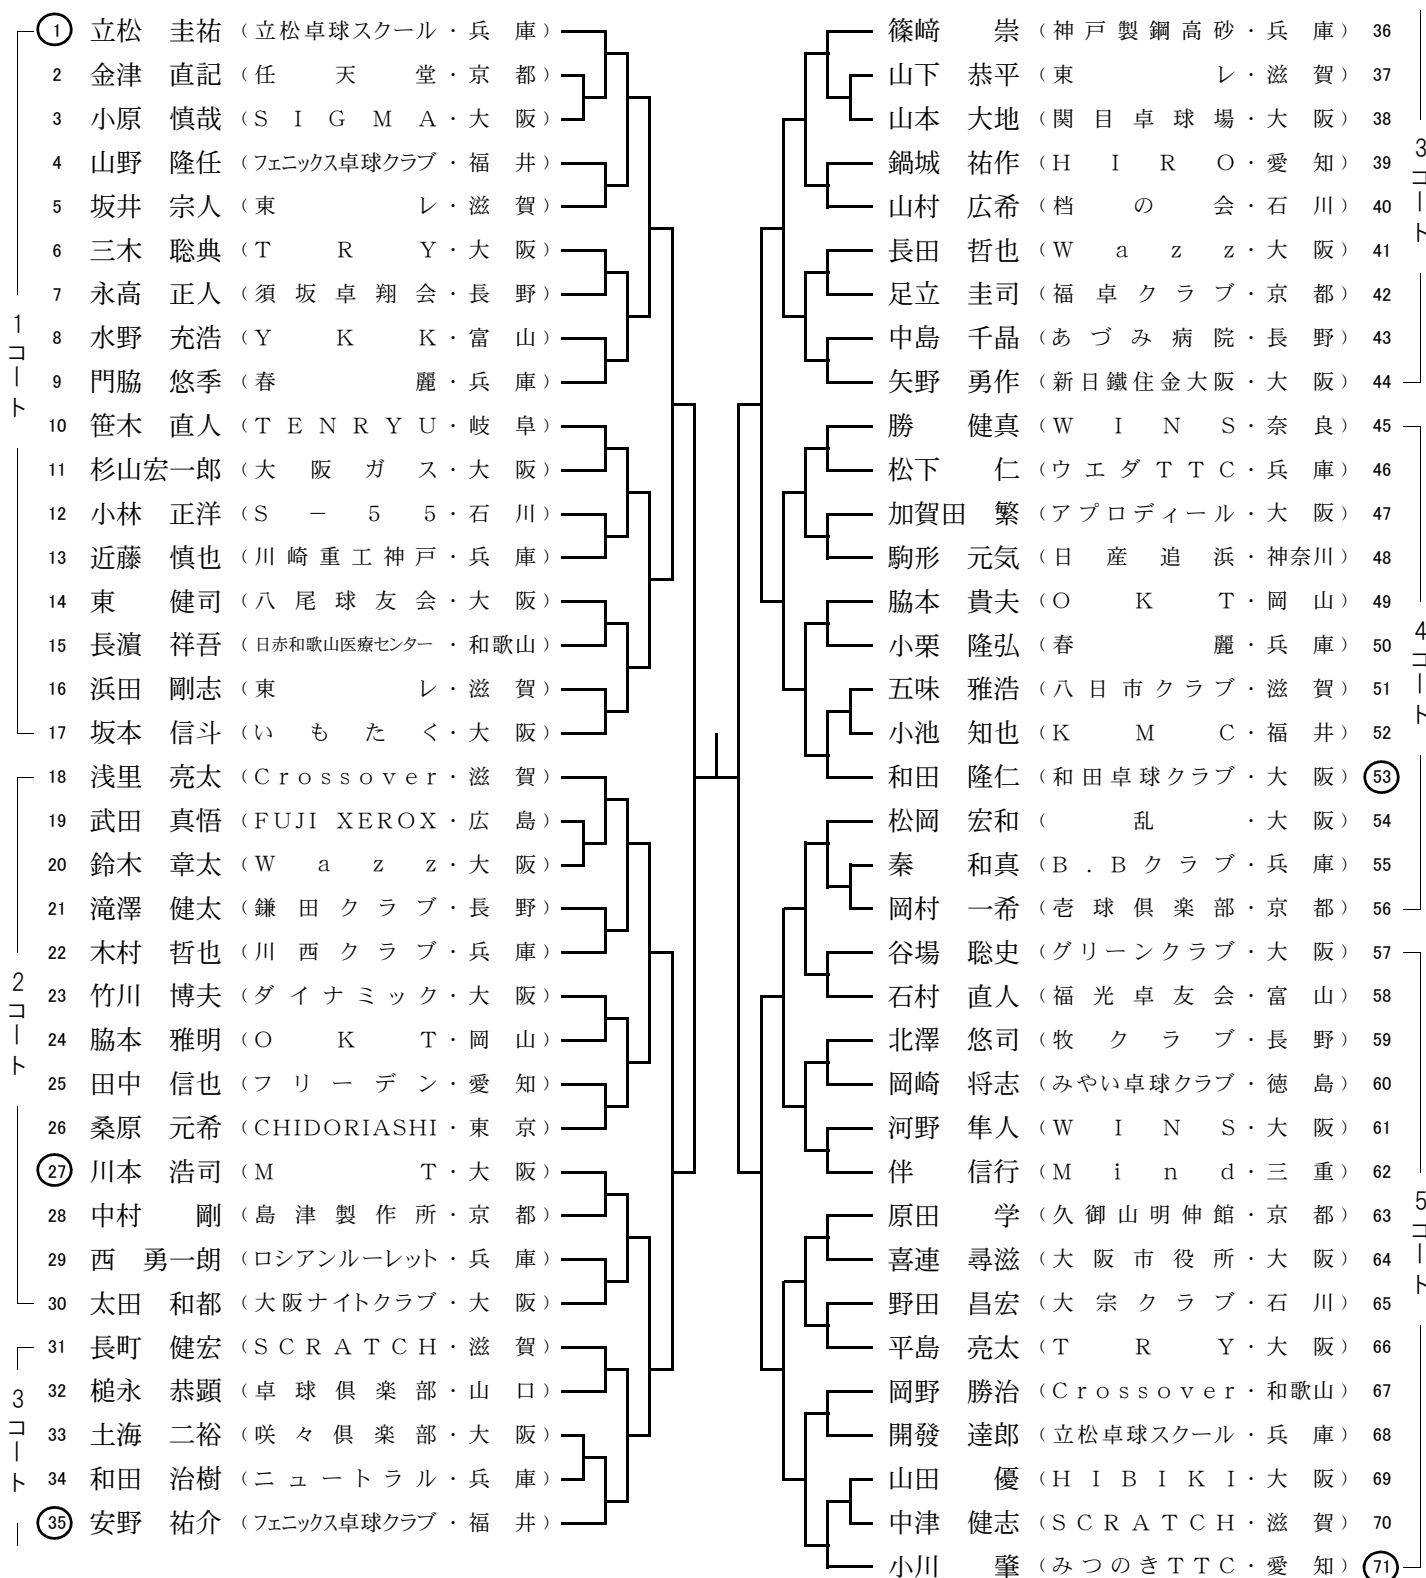 1 立松 圭祐 (立松卓球スクール・兵 庫)
2 金津 直記 (任 天 堂・京 都)
3 小原 慎哉 (S I G M A・大 阪)
4 山野 隆任 (フェニックス卓球クラブ・福 井)
5 坂井 宗人 (東 レ・滋 賀)
6 三木 聡典 (T R Y・大 阪)
7 永高 正人 (須 坂 卓 翔 会・長 野)
8 水野 充浩 (Y K K・富 山)
9 門脇 悠季 (春 麗・兵 庫)
10 笹木 直人 (T E N R Y U・岐 阜)
11 杉山宏一郎 (大 阪 ガ ス・大 阪)
12 小林 正洋 (S － 5 5・石 川)
13 近藤 慎也 (川 崎 重 工 神 戸・兵 庫)
14 東 健司 (八 尾 球 友 会・大 阪)
15 長濵 祥吾 (日赤和歌山医療センター・和歌山)
16 浜田 剛志 (東 レ・滋 賀)
17 坂本 信斗 (い も た く・大 阪)
1コート
18 浅里 亮太 (C r o s s o v e r・滋 賀)
19 武田 真悟 (FUJI XEROX・広 島)
20 鈴木 章太 (W a z z・大 阪)
21 滝澤 健太 (鎌 田 ク ラ ブ・長 野)
22 木村 哲也 (川 西 ク ラ ブ・兵 庫)
23 竹川 博夫 (ダ イ ナ ミ ッ ク・大 阪)
24 脇本 雅明 (O K T・岡 山)
25 田中 信也 (フ リ ー デ ン・愛 知)
26 桑原 元希 (CHIDORIASHI・東 京)
27 川本 浩司 (M T・大 阪)
28 中村 剛 (島 津 製 作 所・京 都)
29 西 勇一朗 (ロシアンルーレット・兵 庫)
30 太田 和都 (大阪ナイトクラブ・大 阪)
2コート
31 長町 健宏 (S C R A T C H・滋 賀)
32 槌永 恭顕 (卓 球 倶 楽 部・山 口)
33 土海 二裕 (咲 々 倶 楽 部・大 阪)
34 和田 治樹 (ニ ュ ー ト ラ ル・兵 庫)
35 安野 祐介 (フェニックス卓球クラブ・福 井)
3コート
篠﨑 崇 (神 戸 製 鋼 高 砂・兵 庫) 36
山下 恭平 (東 レ・滋 賀) 37
山本 大地 (関 目 卓 球 場・大 阪) 38
鍋城 祐作 (H I R O・愛 知) 39
山村 広希 (档 の 会・石 川) 40
長田 哲也 (W a z z・大 阪) 41
足立 圭司 (福 卓 ク ラ ブ・京 都) 42
中島 千晶 (あ づ み 病 院・長 野) 43
矢野 勇作 (新日鐵住金大阪・大 阪) 44
3コート
勝 健真 (W I N S・奈 良) 45
松下 仁 (ウ エ ダ T T C・兵 庫) 46
加賀田 繁 (アプロディール・大 阪) 47
駒形 元気 (日 産 追 浜・神奈川) 48
脇本 貴夫 (O K T・岡 山) 49
小栗 隆弘 (春 麗・兵 庫) 50
五味 雅浩 (八 日 市 ク ラ ブ・滋 賀) 51
小池 知也 (K M C・福 井) 52
和田 隆仁 (和田卓球クラブ・大 阪) 53
松岡 宏和 ( 乱 ・大 阪) 54
秦 和真 (B . B ク ラ ブ・兵 庫) 55
岡村 一希 (壱 球 倶 楽 部・京 都) 56
4コート
谷場 聡史 (グリーンクラブ・大 阪) 57
石村 直人 (福 光 卓 友 会・富 山) 58
北澤 悠司 (牧 ク ラ ブ・長 野) 59
岡崎 将志 (みやい卓球クラブ・徳 島) 60
河野 隼人 (W I N S・大 阪) 61
伴 信行 (M i n d・三 重) 62
原田 学 (久 御 山 明 伸 館・京 都) 63
喜連 尋滋 (大 阪 市 役 所・大 阪) 64
野田 昌宏 (大 宗 ク ラ ブ・石 川) 65
平島 亮太 (T R Y・大 阪) 66
岡野 勝治 (C r o s s o v e r・和歌山) 67
開發 達郎 (立松卓球スクール・兵 庫) 68
山田 優 (H I B I K I・大 阪) 69
中津 健志 (S C R A T C H・滋 賀) 70
小川 肇 (みつのきTTC・愛 知) 71
5コート